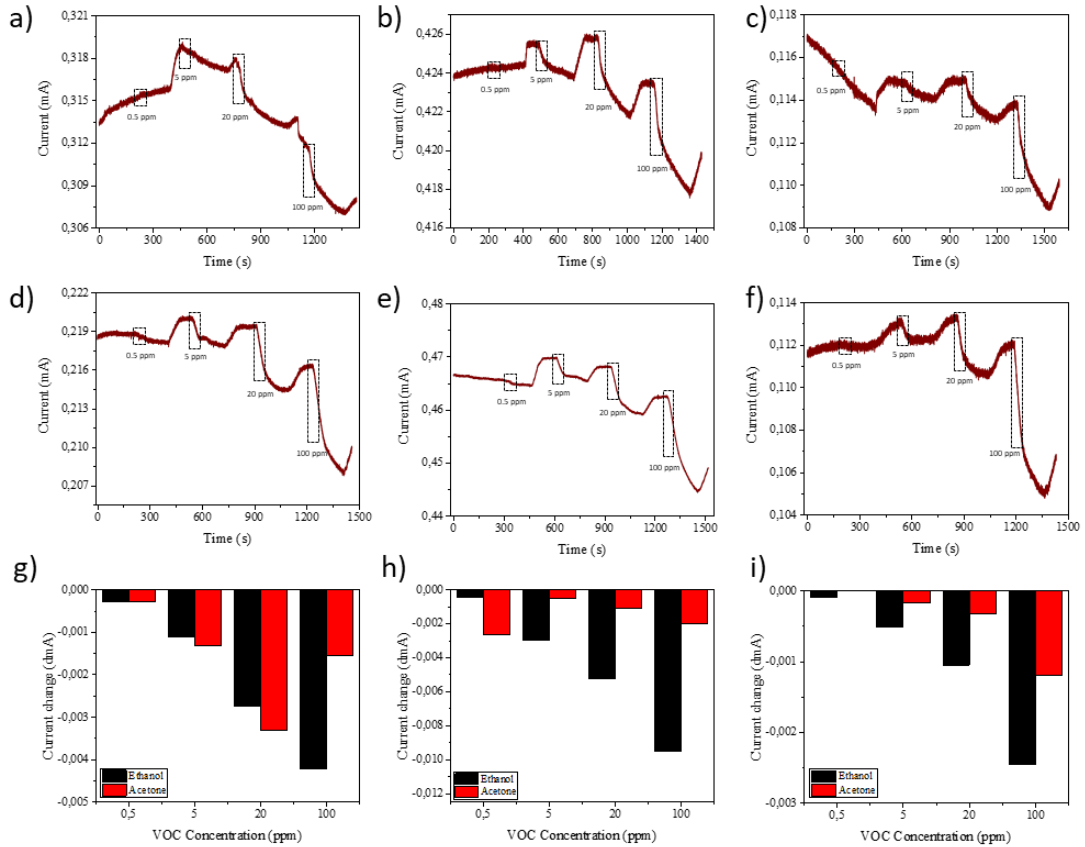 a)
0,321
0,318
0,315
0,312
0,309
0,306
Current (mA)
0.5 ppm
5 ppm
20 ppm
100 ppm
0 300 600 900 1200
Time (s)
b)
0,426
0,424
0,422
0,420
0,418
0,416
Current (mA)
0.5 ppm
5 ppm
20 ppm
100 ppm
0 200 400 600 800 1000 1200 1400
Time (s)
c)
0,118
0,116
0,114
0,112
0,110
0,108
Current (mA)
0.5 ppm
5 ppm
20 ppm
100 ppm
0 300 600 900 1200 1500
Time (s)
d)
0,222
0,219
0,216
0,213
0,210
0,207
Current (mA)
0.5 ppm
5 ppm
20 ppm
100 ppm
0 300 600 900 1200 1500
Time (s)
e)
0,48
0,47
0,46
0,45
0,44
Current (mA)
0.5 ppm
5 ppm
20 ppm
100 ppm
0 300 600 900 1200 1500
Time (s)
f)
0,114
0,112
0,110
0,108
0,106
0,104
Current (mA)
0.5 ppm
5 ppm
20 ppm
100 ppm
0 300 600 900 1200 1500
Time (s)
g)
0,000
-0,001
-0,002
-0,003
-0,004
-0,005
Current change (dmA)
Ethanol
Acetone
0,5 5 20 100
VOC Concentration (ppm)
h)
0,000
-0,002
-0,004
-0,006
-0,008
-0,010
-0,012
Current change (dmA)
Ethanol
Acetone
0,5 5 20 100
VOC Concentration (ppm)
i)
0,000
-0,001
-0,002
-0,003
Current change (dmA)
Ethanol
Acetone
0,5 5 20 100
VOC Concentration (ppm)